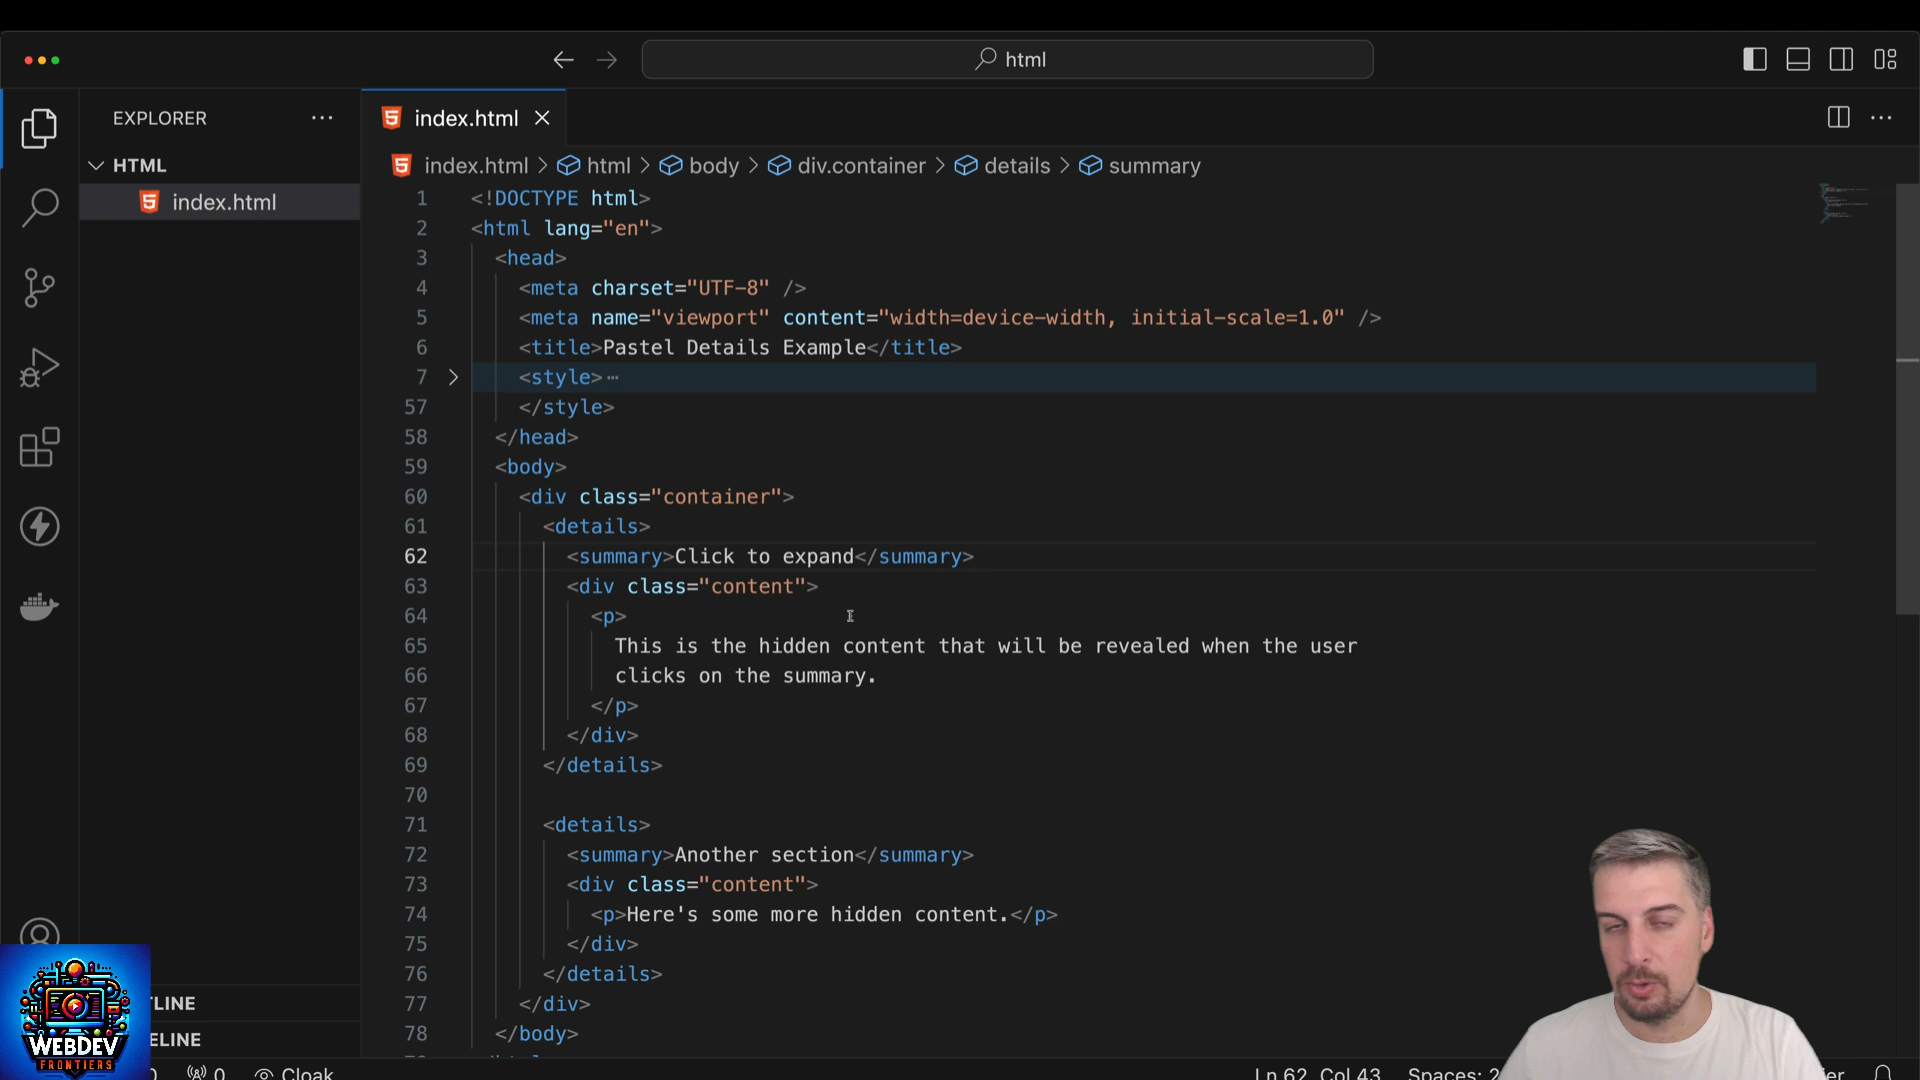 html
EXPLORER
index.html
HTML
index.html
index.html > html > body > div.container > details > summary
1 <!DOCTYPE html>
2 <html lang="en">
3 <head>
4 <meta charset="UTF-8" />
5 <meta name="viewport" content="width=device-width, initial-scale=1.0" />
6 <title>Pastel Details Example</title>
7 <style>…
57 </style>
58 </head>
59 <body>
60 <div class="container">
61 <details>
62 <summary>Click to expand</summary>
63 <div class="content">
64 <p>
65 This is the hidden content that will be revealed when the user
66 clicks on the summary.
67 </p>
68 </div>
69 </details>
70
71 <details>
72 <summary>Another section</summary>
73 <div class="content">
74 <p>Here's some more hidden content.</p>
75 </div>
76 </details>
77 </div>
78 </body>
LINE
ELINE
WEBDEV
FRONTIERS
0 Cloak
Ln 62, Col 43 Spaces: 2